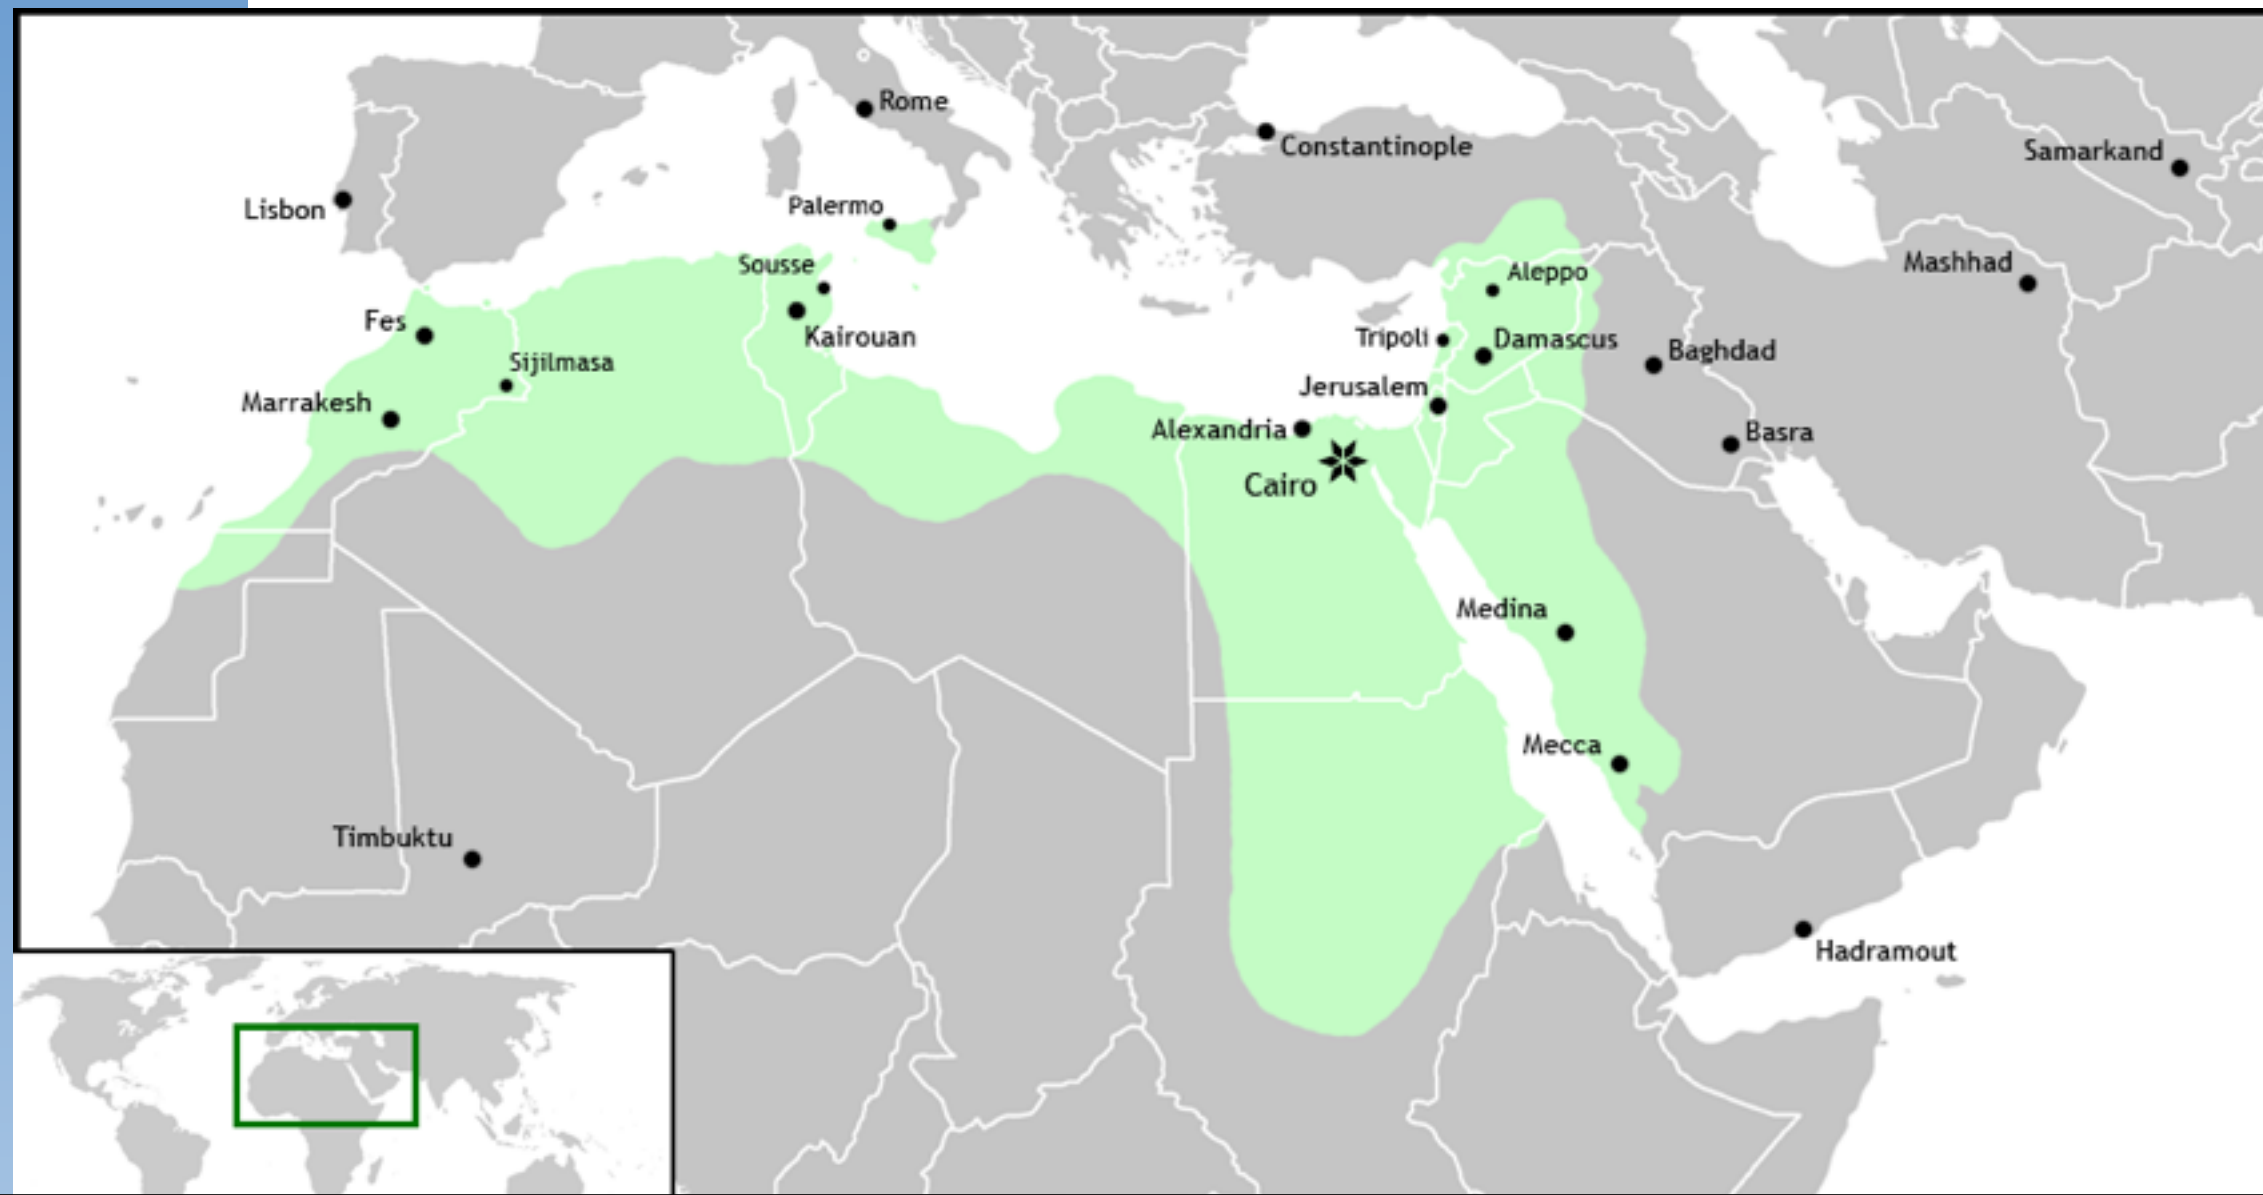 Rome
Constantinople
Samarkand
Lisbon
Palermo
Sousse
Mashhad
Aleppo
Fes
Kairouan
Tripoli
Damascus
Baghdad
Sijilmasa
Jerusalem
Marrakesh
Alexandria
Basra
Cairo
Medina
Mecca
Timbuktu
Hadramout